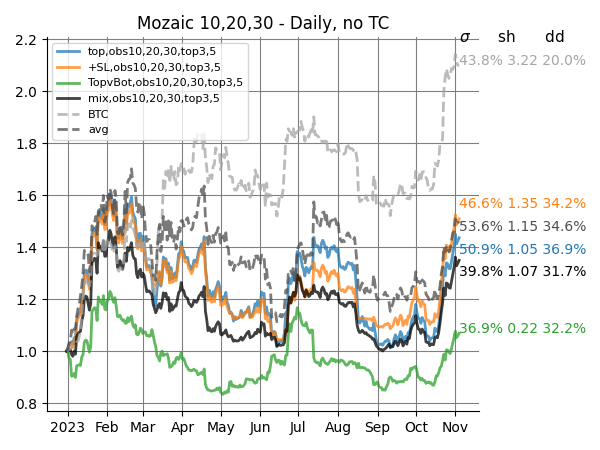 Mozaic 10,20,30 - Daily, no TC
σ sh dd
2.2
2.0
1.8
1.6
1.4
1.2
1.0
0.8
top,obs10,20,30,top3,5
+SL,obs10,20,30,top3,5
TopvBot,obs10,20,30,top3,5
mix,obs10,20,30,top3,5
BTC
avg
43.8% 3.22 20.0%
46.6% 1.35 34.2%
53.6% 1.15 34.6%
50.9% 1.05 36.9%
39.8% 1.07 31.7%
36.9% 0.22 32.2%
2023 Feb Mar Apr May Jun Jul Aug Sep Oct Nov